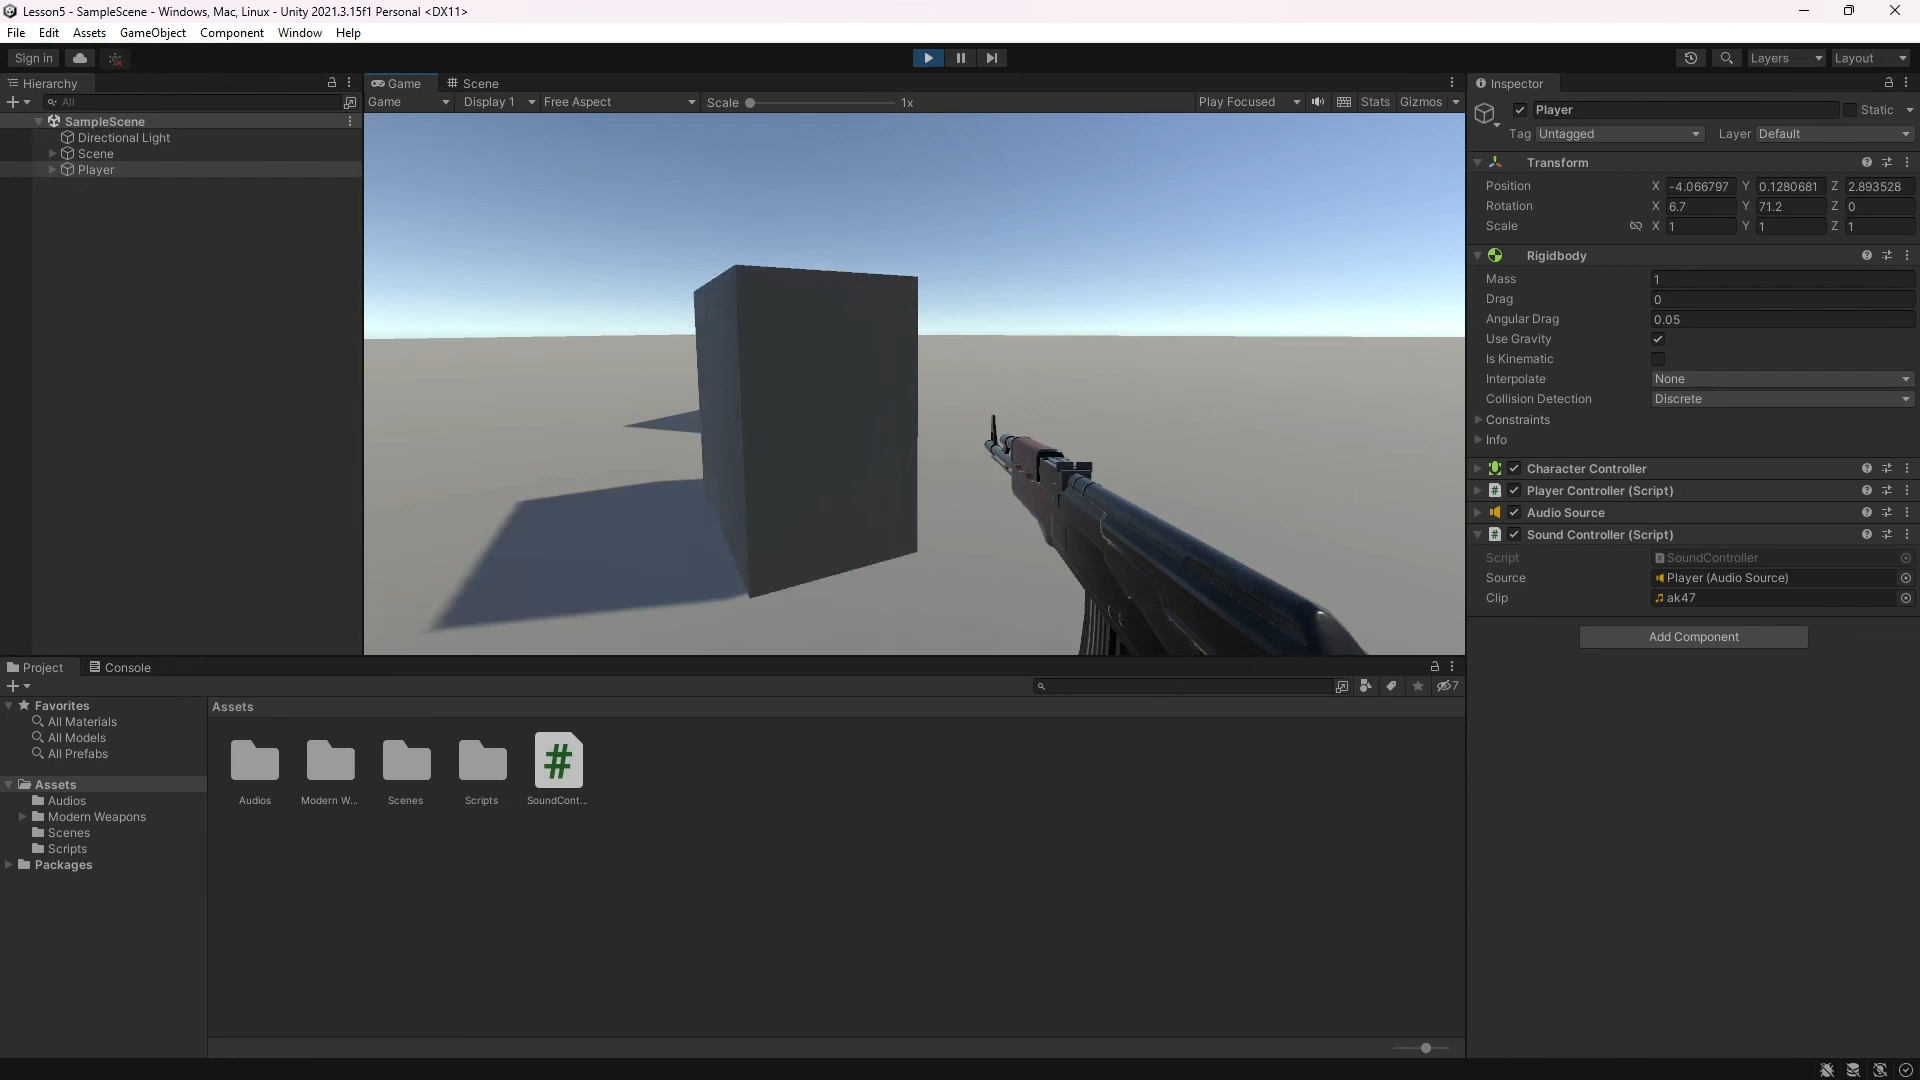 Lesson5 - SampleScene - Windows, Mac, Linux - Unity 2021.3.15f1 Personal <DX11>
File Edit Assets GameObject Component Window Help
Sign in Layers Layout
Hierarchy
All
SampleScene
Directional Light
Scene
Player
Game Scene
Game Display 1 Free Aspect Scale 1x Play Focused Stats Gizmos
Inspector
Player Static
Tag Untagged Layer Default
Transform
Position X -4.066797 Y 0.1280681 Z 2.893528
Rotation X 6.7 Y 71.2 Z 0
Scale X 1 Y 1 Z 1
Rigidbody
Mass 1
Drag 0
Angular Drag 0.05
Use Gravity
Is Kinematic
Interpolate None
Collision Detection Discrete
Constraints
Info
Character Controller
Player Controller (Script)
Audio Source
Sound Controller (Script)
Script SoundController
Source Player (Audio Source)
Clip ak47
Add Component
Project Console
7
Favorites
All Materials
All Models
All Prefabs
Assets
Audios
Modern Weapons
Scenes
Scripts
Packages
Assets
Audios Modern W... Scenes Scripts SoundCont...